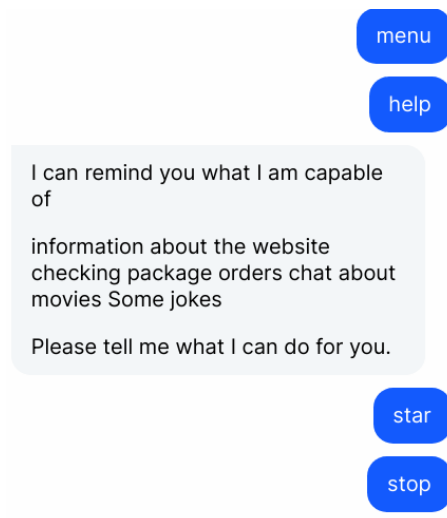 menu
help
I can remind you what I am capable
of
information about the website
checking package orders chat about
movies Some jokes
Please tell me what I can do for you.
star
stop